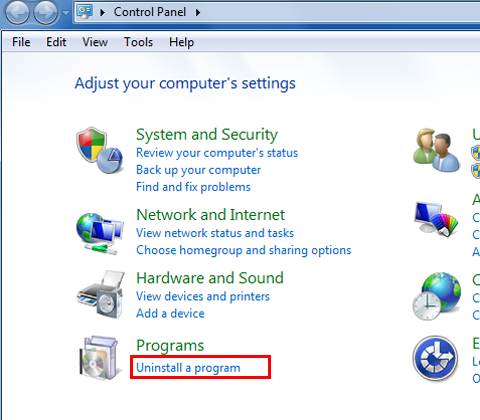 Control Panel
File Edit View Tools Help
Adjust your computer's settings
System and Security
Review your computer's status
Back up your computer
Find and fix problems
Network and Internet
View network status and tasks
Choose homegroup and sharing options
Hardware and Sound
View devices and printers
Add a device
Programs
Uninstall a program